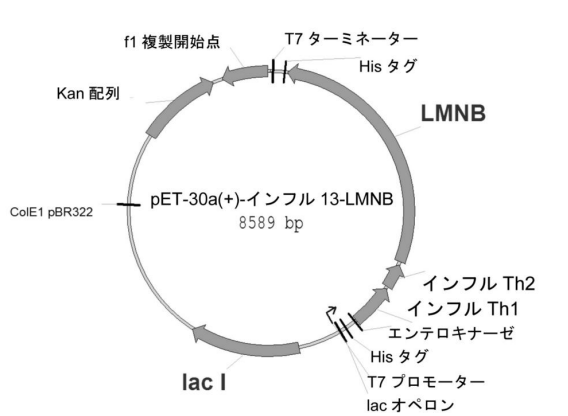 f1 複製開始点
T7 ターミネーター
His タグ
Kan 配列
LMNB
pET-30a(+)-インフル 13-LMNB
8589 bp
ColE1 pBR322
インフル Th2
インフル Th1
エンテロキナーゼ
His タグ
T7 プロモーター
lac オペロン
lac I